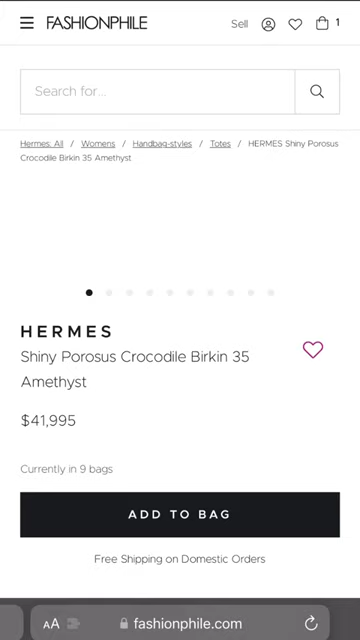 FASHIONPHILE Sell 1
Search for...
Hermes: All / Womens / Handbag-styles / Totes / HERMES Shiny Porosus
Crocodile Birkin 35 Amethyst
HERMES
Shiny Porosus Crocodile Birkin 35
Amethyst
$41,995
Currently in 9 bags
ADD TO BAG
Free Shipping on Domestic Orders
AA fashionphile.com